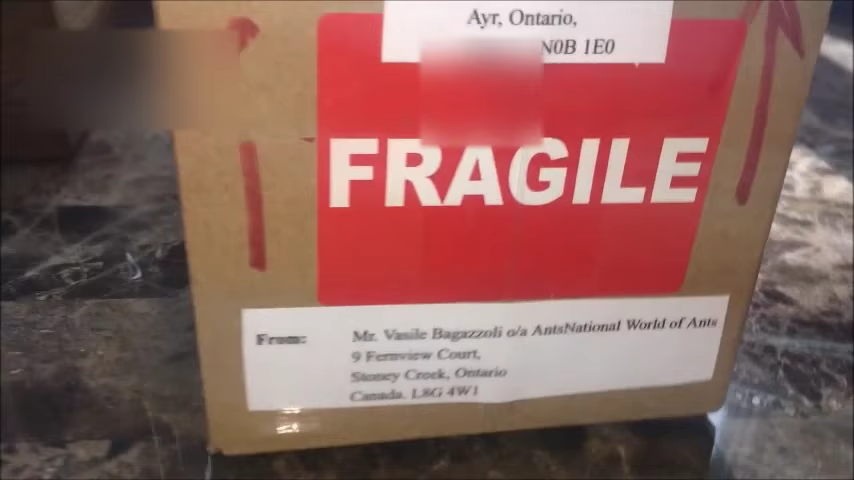 Ayr, Ontario,
N0B 1E0
FRAGILE
From:
Mr. Vasile Bagazzoli o/a AntsNational World of Ants
9 Fernview Court,
Stoney Creek, Ontario
Canada. L8G 4W1